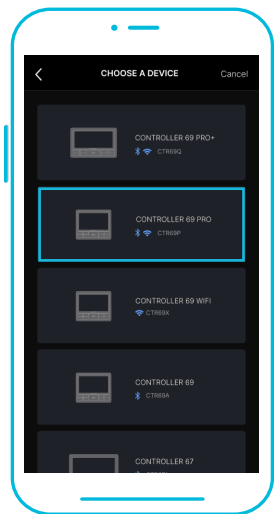 CHOOSE A DEVICE Cancel
CONTROLLER 69 PRO+
CTR69Q
CONTROLLER 69 PRO
CTR69P
CONTROLLER 69 WIFI
CTR69X
CONTROLLER 69
CTR69A
CONTROLLER 67